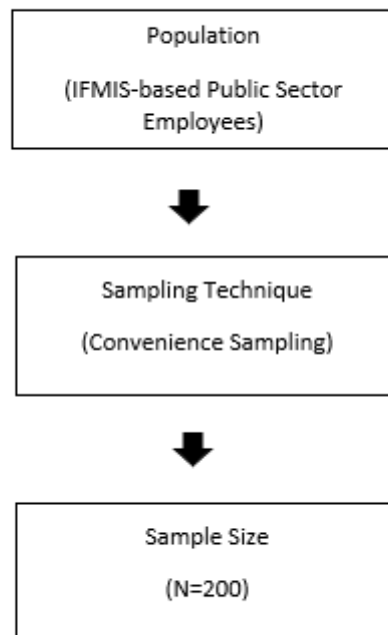 Population
(IFMIS-based Public Sector
Employees)
Sampling Technique
(Convenience Sampling)
Sample Size
(N=200)